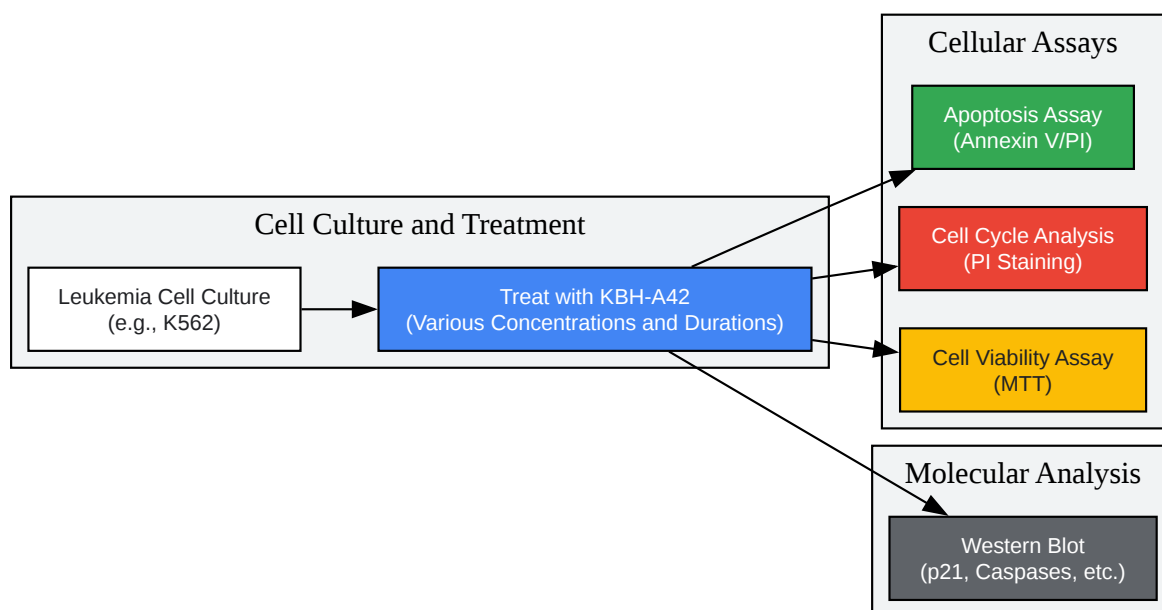 Cell Culture and Treatment
Leukemia Cell Culture
(e.g., K562)
Treat with KBH-A42
(Various Concentrations and Durations)
Cellular Assays
Apoptosis Assay
(Annexin V/PI)
Cell Cycle Analysis
(PI Staining)
Cell Viability Assay
(MTT)
Molecular Analysis
Western Blot
(p21, Caspases, etc.)